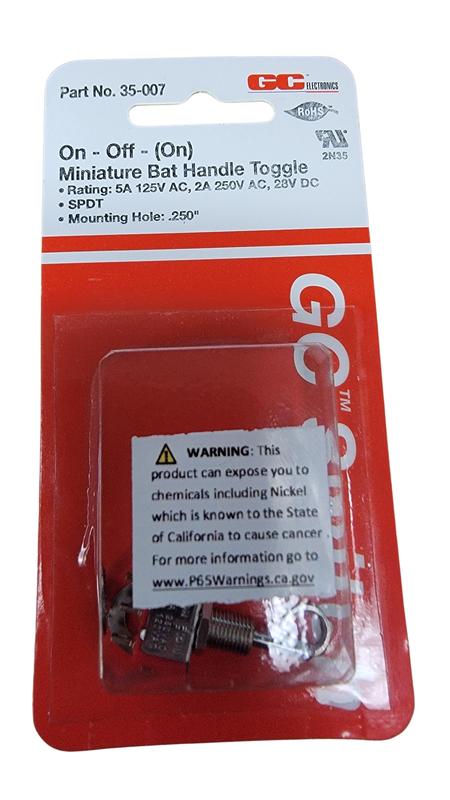 Part No. 35-007
GC ELECTRONICS
RoHS
2N35
On - Off - (On)
Miniature Bat Handle Toggle
• Rating: 5A 125V AC, 2A 250V AC, 28V DC
• SPDT
• Mounting Hole: .250"
GC™
WARNING: This
product can expose you to
chemicals including Nickel
which is known to the State
of California to cause cancer .
For more information go to
www.P65Warnings.ca.gov